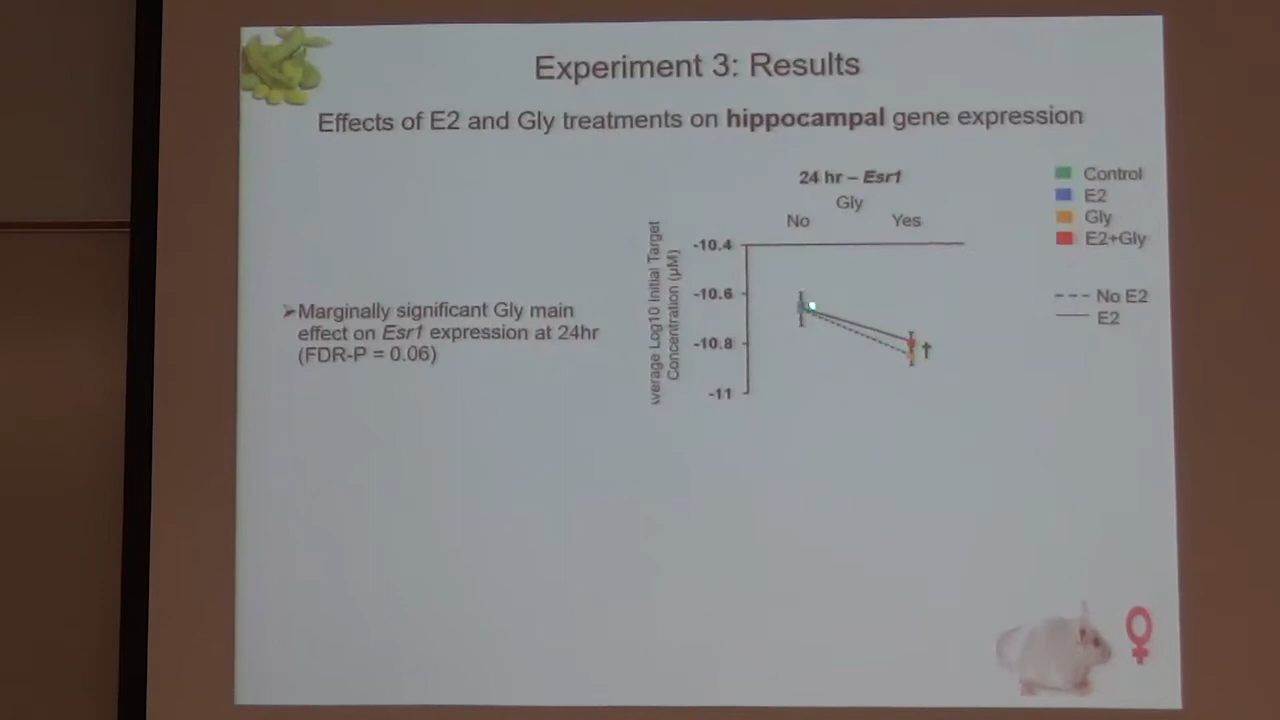 Experiment 3: Results
Effects of E2 and Gly treatments on hippocampal gene expression
➢Marginally significant Gly main
effect on Esr1 expression at 24hr
(FDR-P = 0.06)
24 hr – Esr1
Gly
No Yes
Log10 Initial Target
Concentration (µM)
-10.4
-10.6
-10.8
-11
†
Control
E2
Gly
E2+Gly
No E2
E2